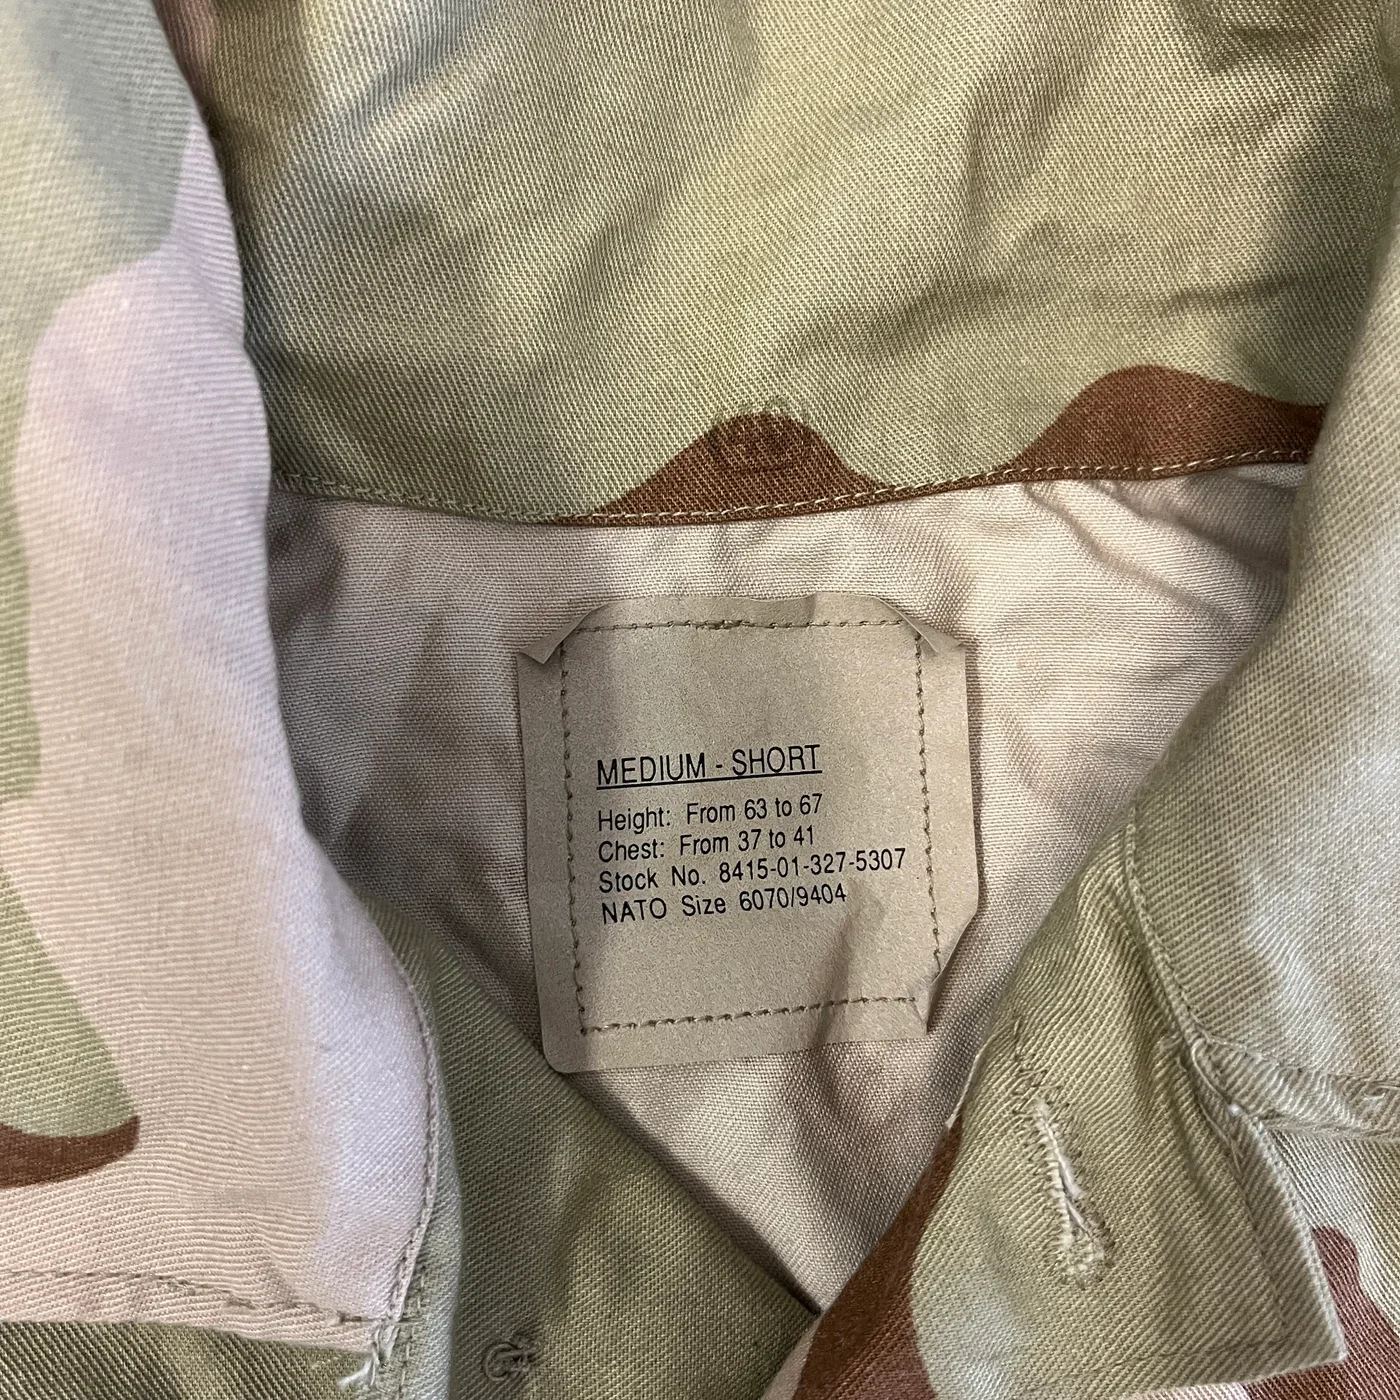 MEDIUM - SHORT
Height: From 63 to 67
Chest: From 37 to 41
Stock No. 8415-01-327-5307
NATO Size 6070/9404